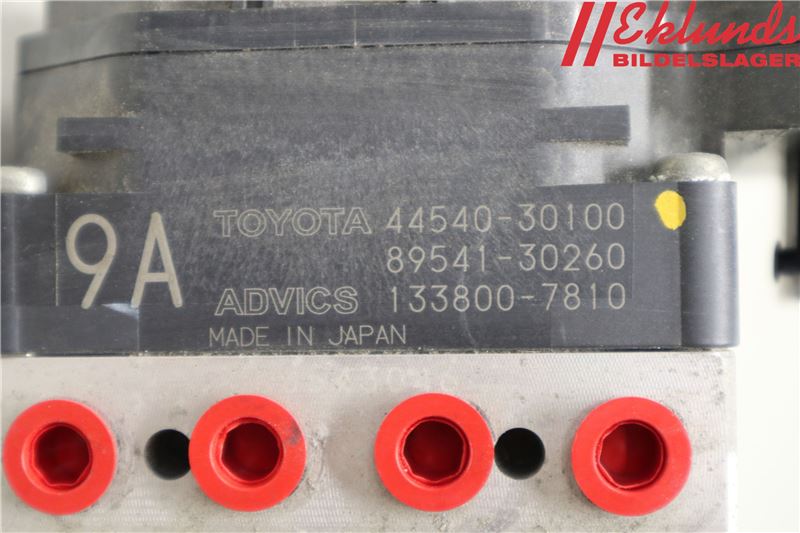 Eklunds
BILDELSLAGER
9A
TOYOTA 44540-30100
89541-30260
ADVICS 133800-7810
MADE IN JAPAN